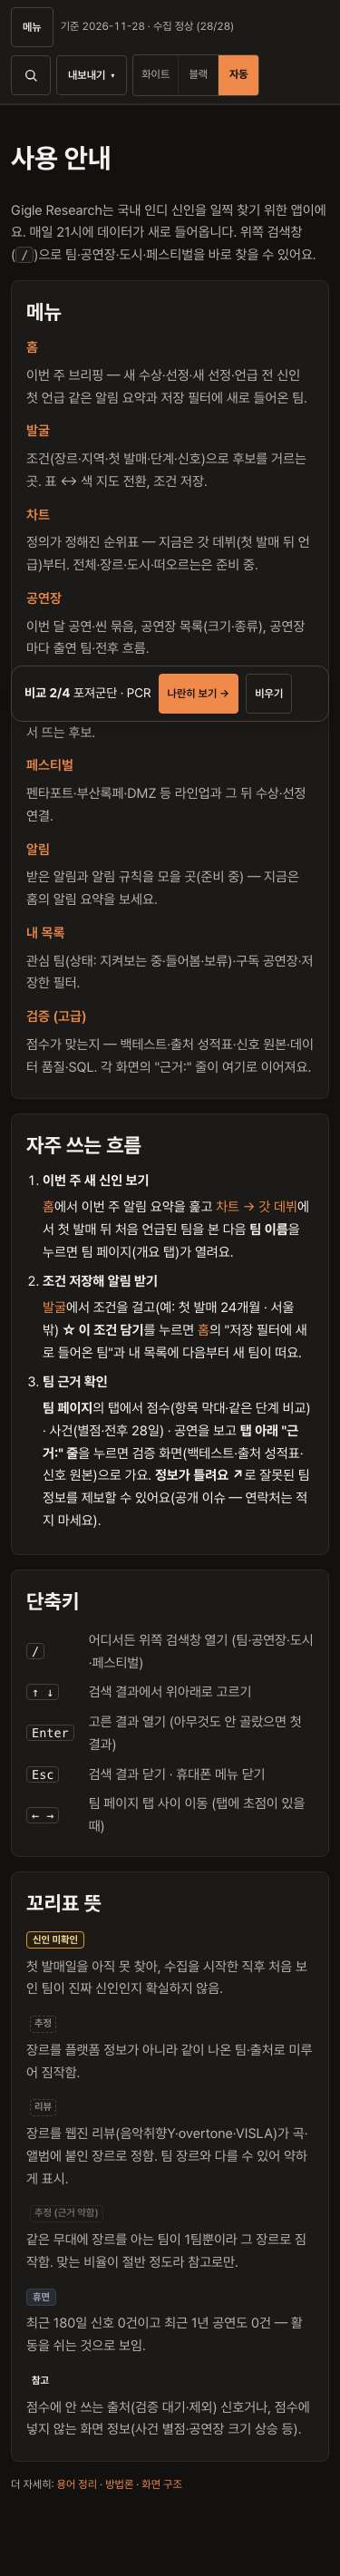 메뉴
기준 2026-11-28 · 수집 정상 (28/28)
내보내기 ▾
화이트 블랙 자동
사용 안내
Gigle Research는 국내 인디 신인을 일찍 찾기 위한 앱이에
요. 매일 21시에 데이터가 새로 들어옵니다. 위쪽 검색창
( / )으로 팀·공연장·도시·페스티벌을 바로 찾을 수 있어요.
메뉴
홈
이번 주 브리핑 — 새 수상·선정·새 선정·언급 전 신인
첫 언급 같은 알림 요약과 저장 필터에 새로 들어온 팀.
발굴
조건(장르·지역·첫 발매·단계·신호)으로 후보를 거르는
곳. 표 ↔ 색 지도 전환, 조건 저장.
차트
정의가 정해진 순위표 — 지금은 갓 데뷔(첫 발매 뒤 언
급)부터. 전체·장르·도시·떠오르는은 준비 중.
공연장
이번 달 공연·씬 묶음, 공연장 목록(크기·종류), 공연장
마다 출연 팀·전후 흐름.
비교 2/4 포져군단 · PCR 나란히 보기 → 비우기
서 뜨는 후보.
페스티벌
펜타포트·부산록페·DMZ 등 라인업과 그 뒤 수상·선정
연결.
알림
받은 알림과 알림 규칙을 모을 곳(준비 중) — 지금은
홈의 알림 요약을 보세요.
내 목록
관심 팀(상태: 지켜보는 중·들어봄·보류)·구독 공연장·저
장한 필터.
검증 (고급)
점수가 맞는지 — 백테스트·출처 성적표·신호 원본·데이
터 품질·SQL. 각 화면의 "근거:" 줄이 여기로 이어져요.
자주 쓰는 흐름
1. 이번 주 새 신인 보기
홈에서 이번 주 알림 요약을 훑고 차트 → 갓 데뷔에
서 첫 발매 뒤 처음 언급된 팀을 본 다음 팀 이름을
누르면 팀 페이지(개요 탭)가 열려요.
2. 조건 저장해 알림 받기
발굴에서 조건을 걸고(예: 첫 발매 24개월 · 서울
밖) ☆ 이 조건 담기를 누르면 홈의 "저장 필터에 새
로 들어온 팀"과 내 목록에 다음부터 새 팀이 떠요.
3. 팀 근거 확인
팀 페이지의 탭에서 점수(항목 막대·같은 단계 비교)
· 사건(별점·전후 28일) · 공연을 보고 탭 아래 "근
거:" 줄을 누르면 검증 화면(백테스트·출처 성적표·
신호 원본)으로 가요. 정보가 틀려요 ↗로 잘못된 팀
정보를 제보할 수 있어요(공개 이슈 — 연락처는 적
지 마세요).
단축키
/ 어디서든 위쪽 검색창 열기 (팀·공연장·도시
·페스티벌)
↑ ↓ 검색 결과에서 위아래로 고르기
Enter 고른 결과 열기 (아무것도 안 골랐으면 첫
결과)
Esc 검색 결과 닫기 · 휴대폰 메뉴 닫기
← → 팀 페이지 탭 사이 이동 (탭에 초점이 있을
때)
꼬리표 뜻
신인 미확인
첫 발매일을 아직 못 찾아, 수집을 시작한 직후 처음 보
인 팀이 진짜 신인인지 확실하지 않음.
추정
장르를 플랫폼 정보가 아니라 같이 나온 팀·출처로 미루
어 짐작함.
리뷰
장르를 웹진 리뷰(음악취향Y·overtone·VISLA)가 곡·
앨범에 붙인 장르로 정함. 팀 장르와 다를 수 있어 약하
게 표시.
추정 (근거 약함)
같은 무대에 장르를 아는 팀이 1팀뿐이라 그 장르로 짐
작함. 맞는 비율이 절반 정도라 참고로만.
휴면
최근 180일 신호 0건이고 최근 1년 공연도 0건 — 활
동을 쉬는 것으로 보임.
참고
점수에 안 쓰는 출처(검증 대기·제외) 신호거나, 점수에
넣지 않는 화면 정보(사건 별점·공연장 크기 상승 등).
더 자세히: 용어 정리 · 방법론 · 화면 구조